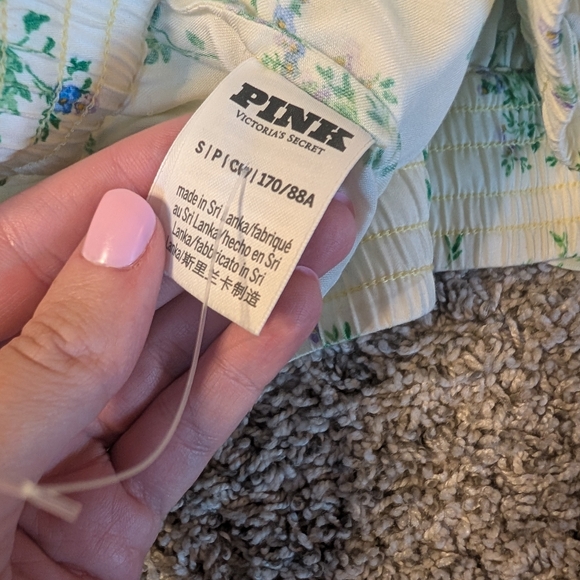 PINK
VICTORIA'S SECRET
S | P | CH | 170/88A
made in Sri Lanka/fabriqué
au Sri Lanka/hecho en Sri
Lanka/fabbricato in Sri
Lanka/斯里兰卡制造